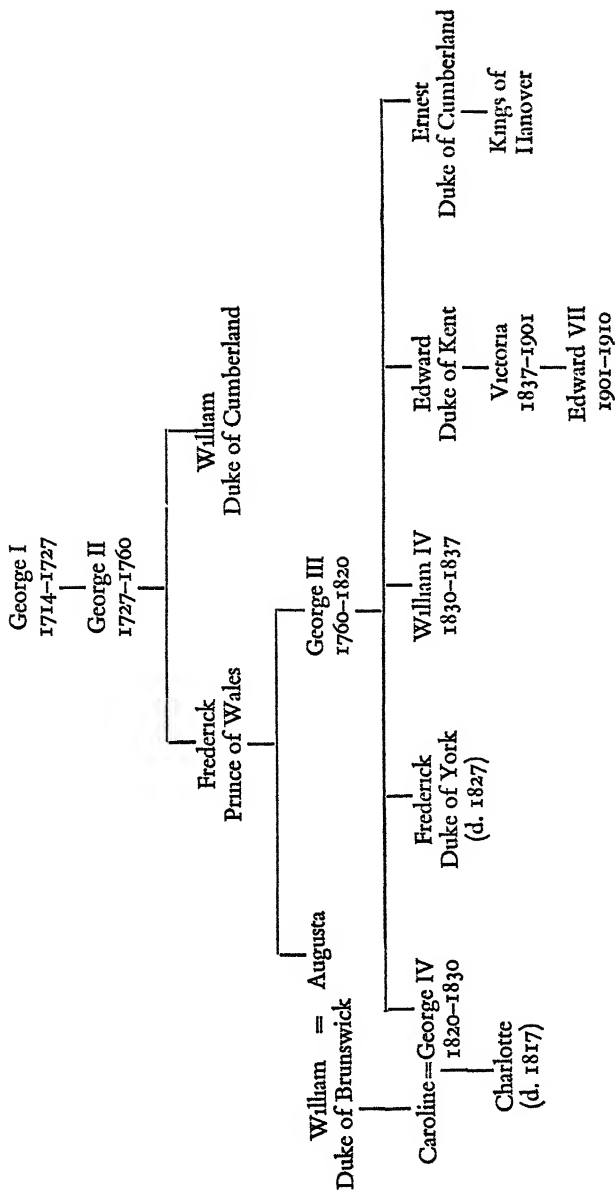 George I
1714–1727
George II
1727–1760
Frederick
Prince of Wales
William
Duke of Cumberland
William = Augusta
Duke of Brunswick
George III
1760–1820
Caroline=George IV
1820–1830
Frederick
Duke of York
(d. 1827)
William IV
1830–1837
Edward
Duke of Kent
Ernest
Duke of Cumberland
Charlotte
(d. 1817)
Victoria
1837–1901
Kings of
Hanover
Edward VII
1901–1910